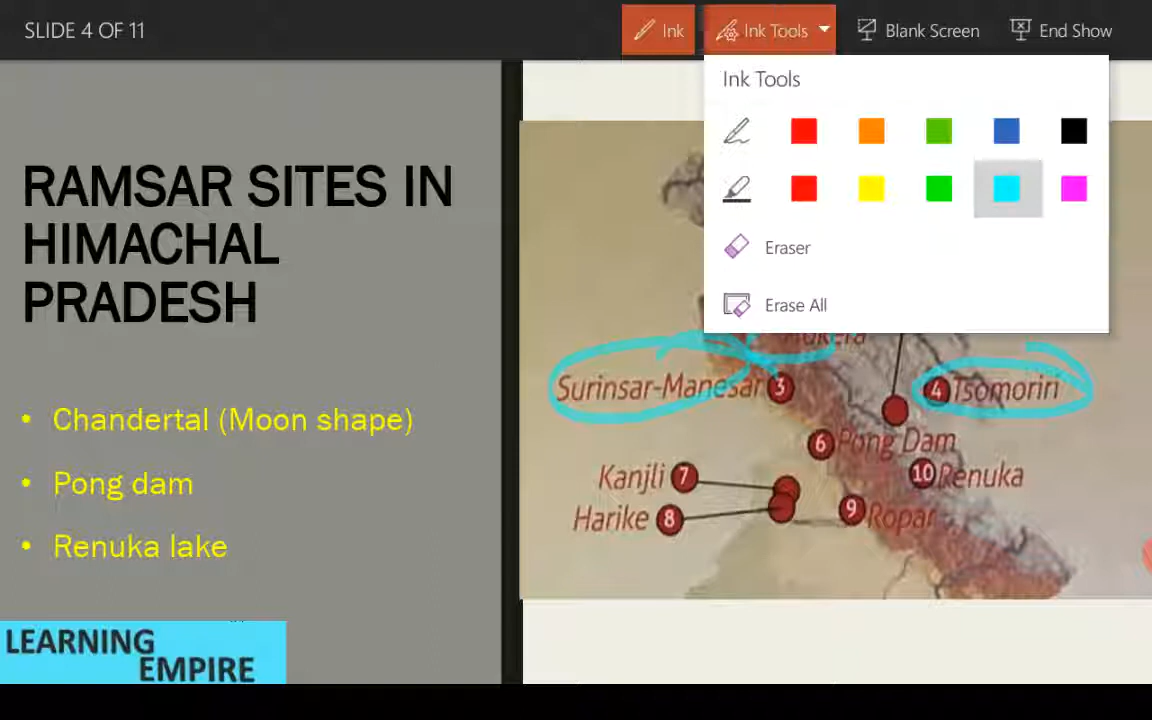 SLIDE 4 OF 11
Ink
Ink Tools
Blank Screen
End Show
Ink Tools
Eraser
Erase All
RAMSAR SITES IN
HIMACHAL
PRADESH
• Chandertal (Moon shape)
• Pong dam
• Renuka lake
LEARNING
EMPIRE
Surinsar-Manesar 3
4 Tsomoriri
6 Pong Dam
Kanjli 7
10 Renuka
Harike 8
9 Ropar